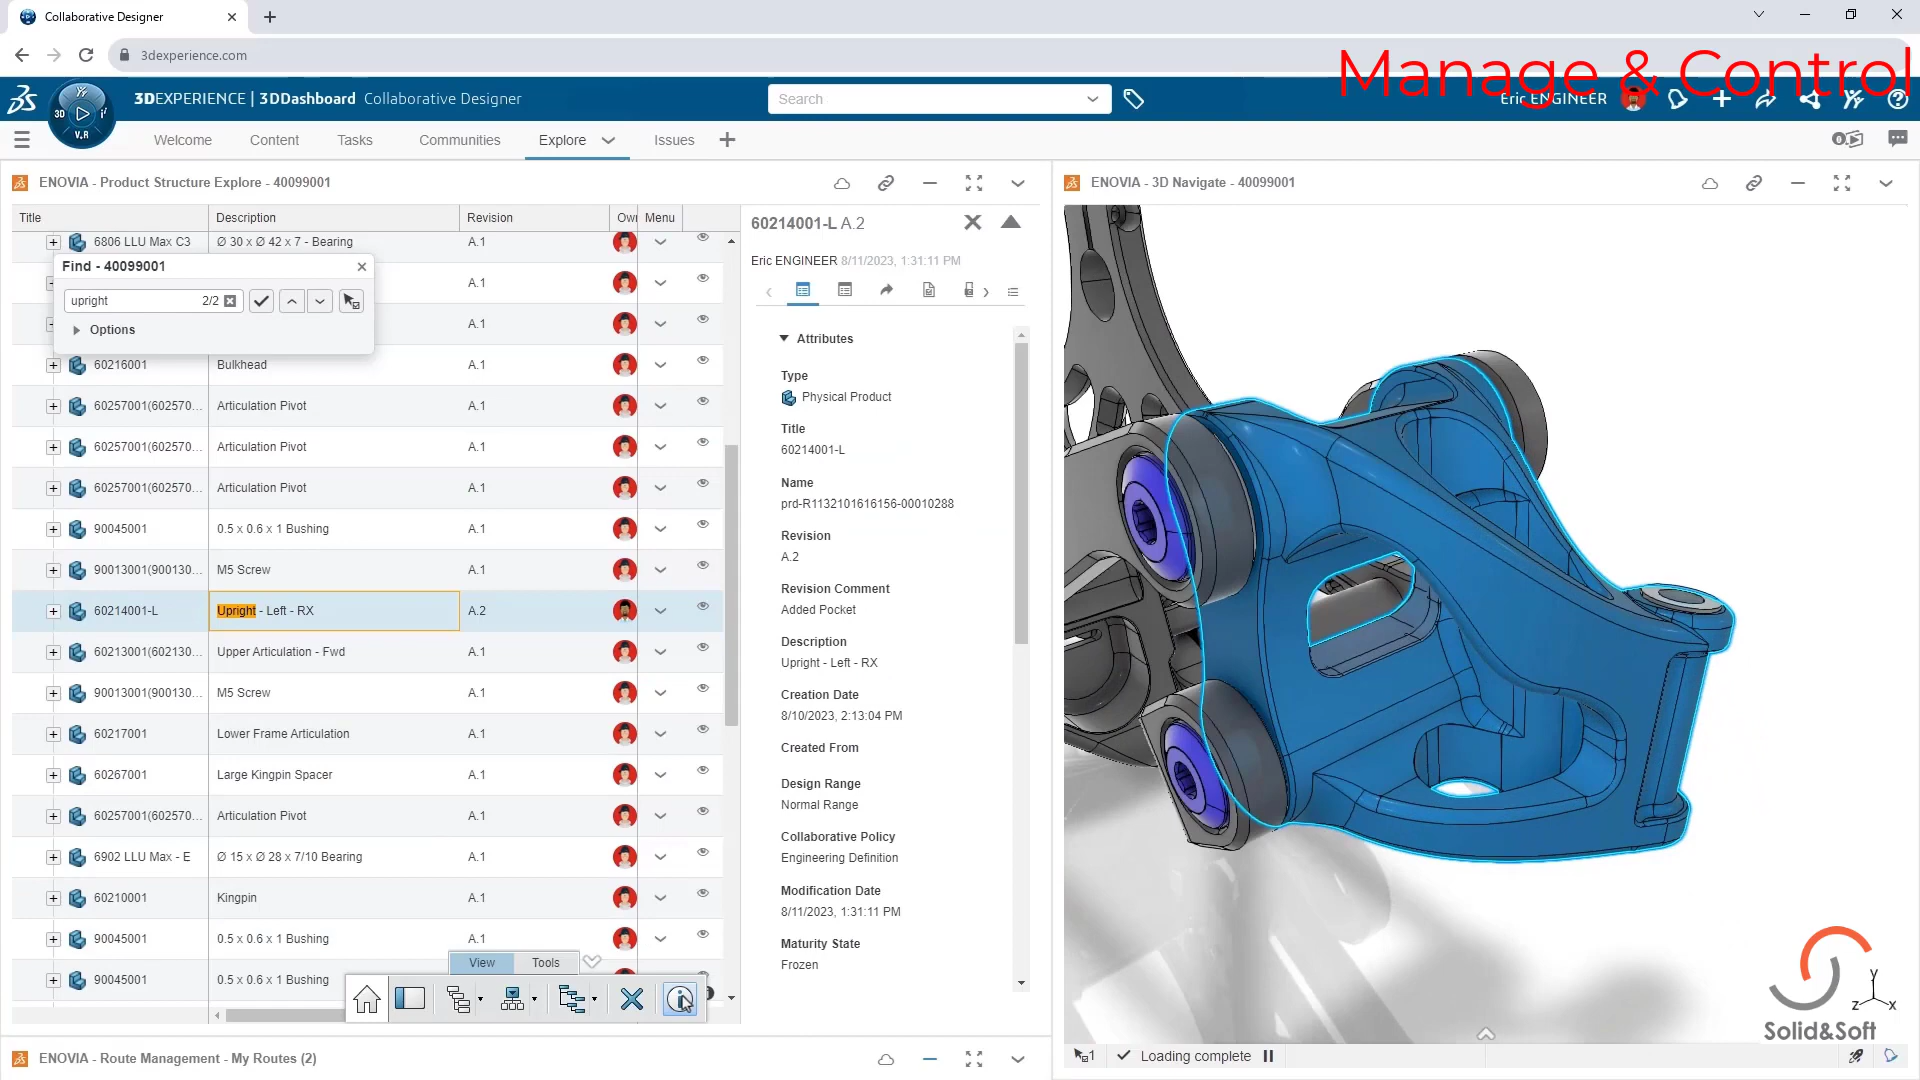 Collaborative Designer
3dexperience.com
Manage & Control
3DEXPERIENCE | 3DDashboard Collaborative Designer
Search
Eric ENGINEER
3D
V.R
Welcome
Content
Tasks
Communities
Explore
Issues
0
ENOVIA - Product Structure Explore - 40099001
Title Description Revision Own Menu
6806 LLU Max C3 Ø 30 x Ø 42 x 7 - Bearing A.1
Find - 40099001
upright 2/2
Options
A.1
A.1
60216001 Bulkhead A.1
60257001(602570... Articulation Pivot A.1
60257001(602570... Articulation Pivot A.1
60257001(602570... Articulation Pivot A.1
90045001 0.5 x 0.6 x 1 Bushing A.1
90013001(900130... M5 Screw A.1
60214001-L Upright - Left - RX A.2
60213001(602130... Upper Articulation - Fwd A.1
90013001(900130... M5 Screw A.1
60217001 Lower Frame Articulation A.1
60267001 Large Kingpin Spacer A.1
60257001(602570... Articulation Pivot A.1
6902 LLU Max - E Ø 15 x Ø 28 x 7/10 Bearing A.1
60210001 Kingpin A.1
90045001 0.5 x 0.6 x 1 Bushing A.1
90045001 0.5 x 0.6 x 1 Bushing
View Tools
60214001-L A.2
Eric ENGINEER 8/11/2023, 1:31:11 PM
Attributes
Type
Physical Product
Title
60214001-L
Name
prd-R1132101616156-00010288
Revision
A.2
Revision Comment
Added Pocket
Description
Upright - Left - RX
Creation Date
8/10/2023, 2:13:04 PM
Created From
Design Range
Normal Range
Collaborative Policy
Engineering Definition
Modification Date
8/11/2023, 1:31:11 PM
Maturity State
Frozen
ENOVIA - 3D Navigate - 40099001
Y
Z X
Solid&Soft
1 Loading complete
ENOVIA - Route Management - My Routes (2)